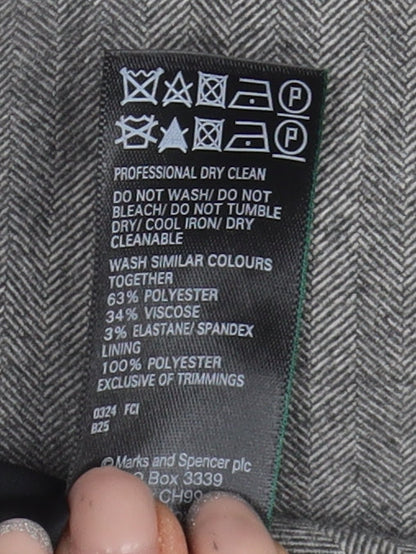 P
P
PROFESSIONAL DRY CLEAN
DO NOT WASH/ DO NOT
BLEACH/ DO NOT TUMBLE
DRY/ COOL IRON/ DRY
CLEANABLE
WASH SIMILAR COLOURS
TOGETHER
63% POLYESTER
34% VISCOSE
3% ELASTANE/ SPANDEX
LINING
100% POLYESTER
EXCLUSIVE OF TRIMMINGS
0324 FCI
B25
©Marks and Spencer plc
O Box 3339
CH99